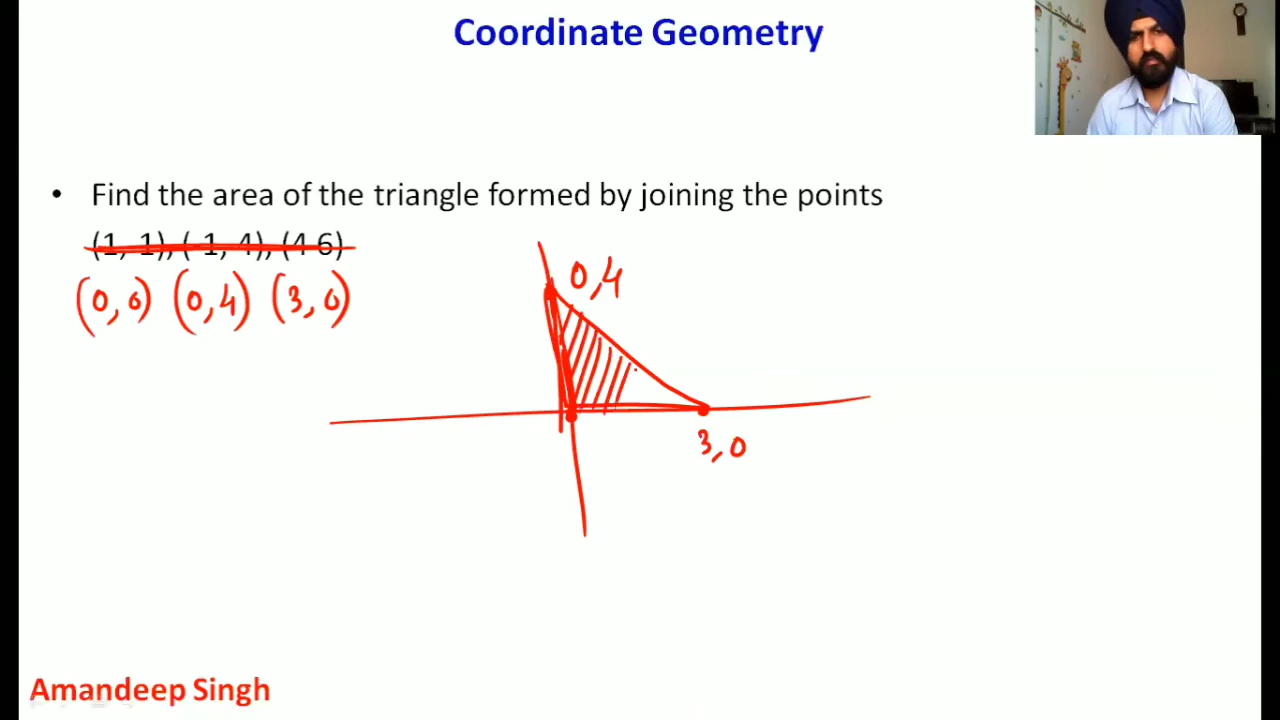 Coordinate Geometry
• Find the area of the triangle formed by joining the points
(1, 1), (-1, 4), (4 6)
(0, 0) (0, 4) (3, 0)
0, 4
3, 0
Amandeep Singh